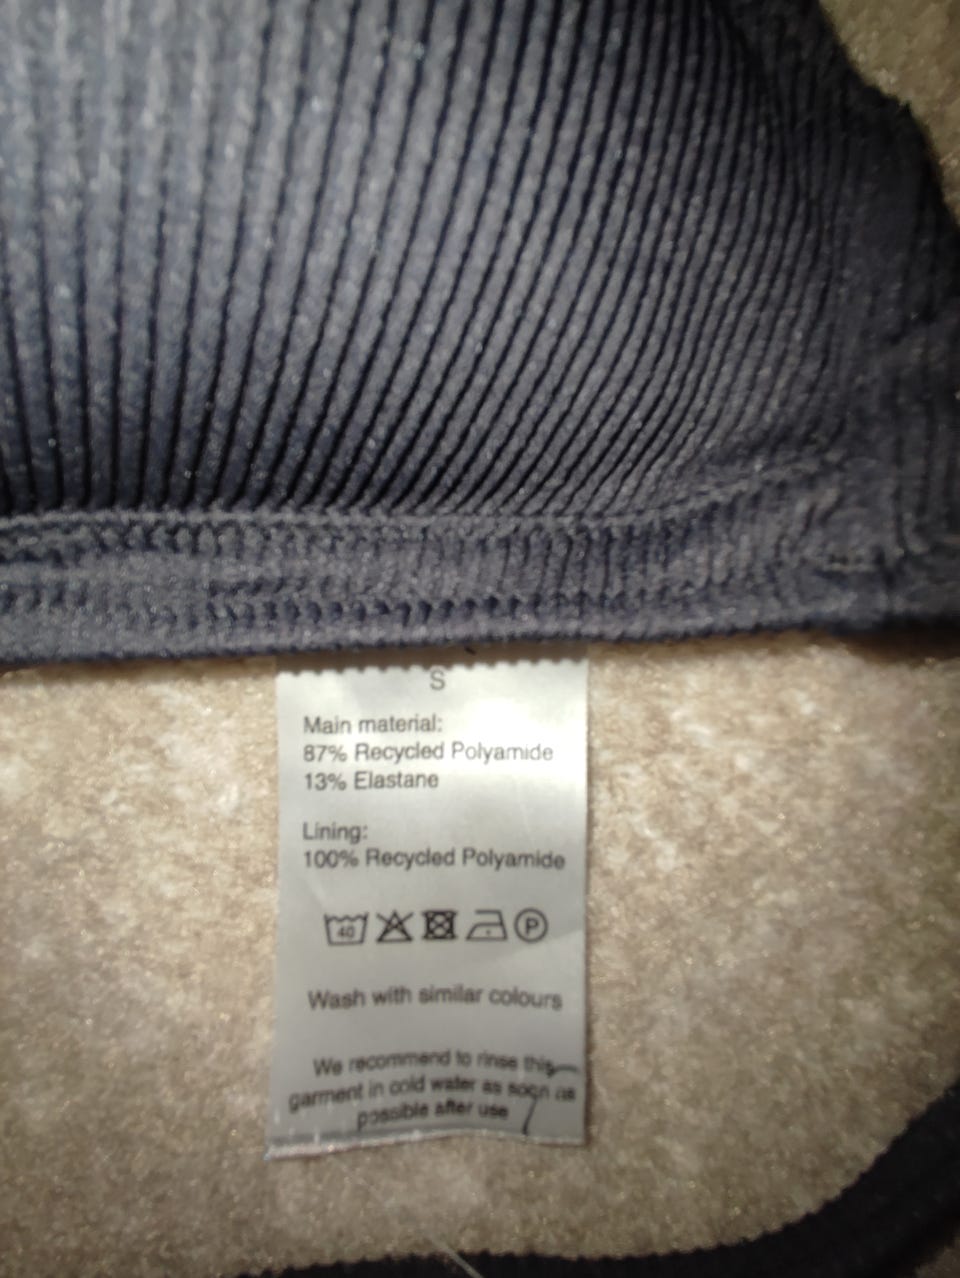 S
Main material:
87% Recycled Polyamide
13% Elastane
Lining:
100% Recycled Polyamide
40 P
Wash with similar colours
We recommend to rinse this
garment in cold water as soon as
possible after use